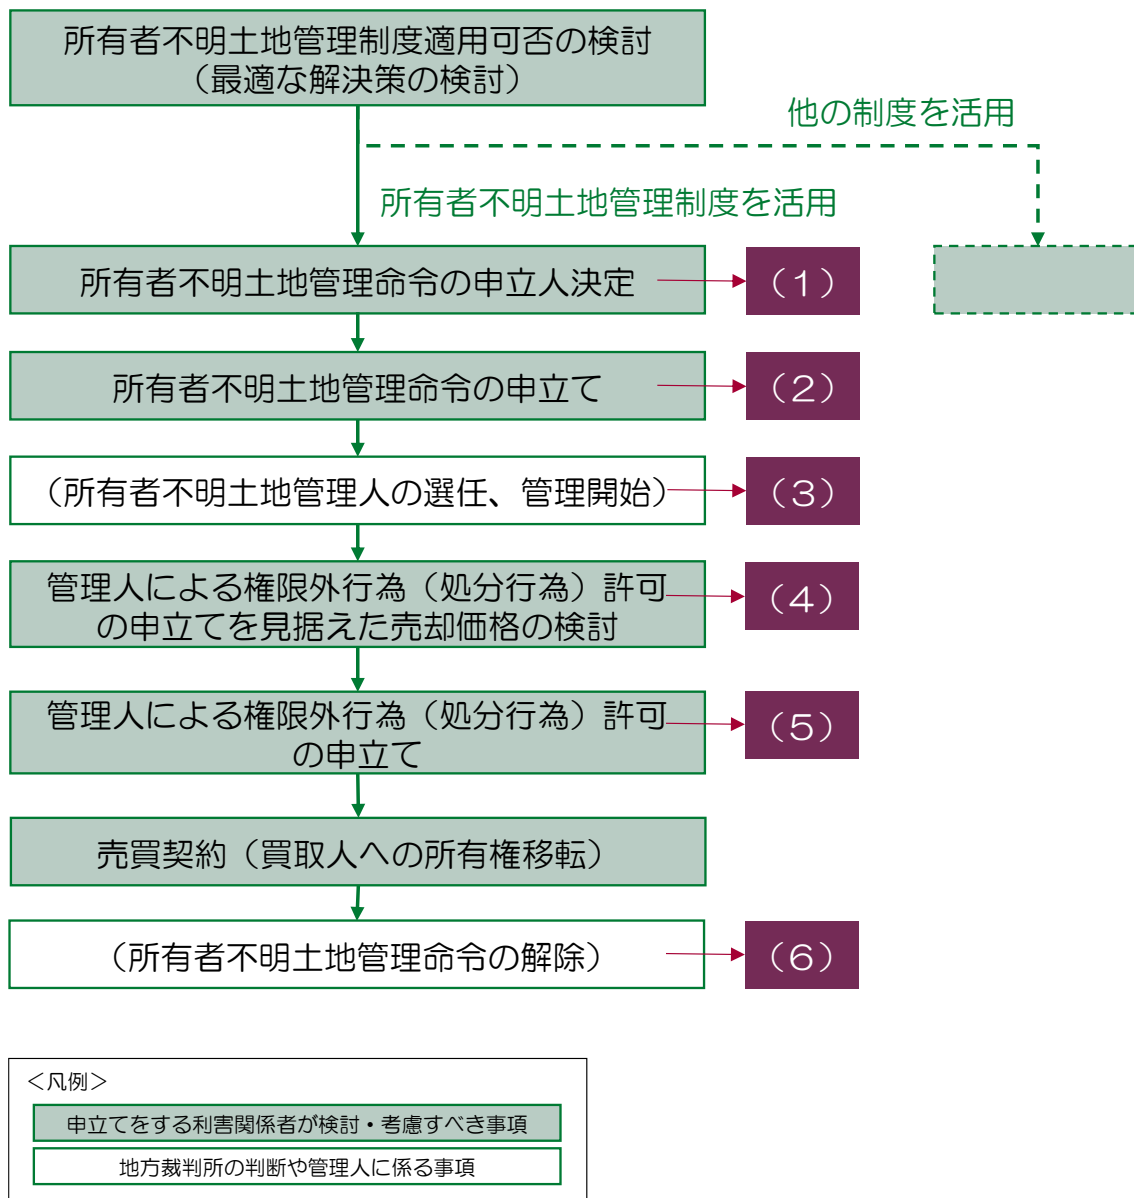 所有者不明土地管理制度適用可否の検討
（最適な解決策の検討）
他の制度を活用
所有者不明土地管理制度を活用
所有者不明土地管理命令の申立人決定
（１）
所有者不明土地管理命令の申立て
（２）
（所有者不明土地管理人の選任、管理開始）
（３）
管理人による権限外行為（処分行為）許可
の申立てを見据えた売却価格の検討
（４）
管理人による権限外行為（処分行為）許可
の申立て
（５）
売買契約（買取人への所有権移転）
（所有者不明土地管理命令の解除）
（６）
＜凡例＞
申立てをする利害関係者が検討・考慮すべき事項
地方裁判所の判断や管理人に係る事項